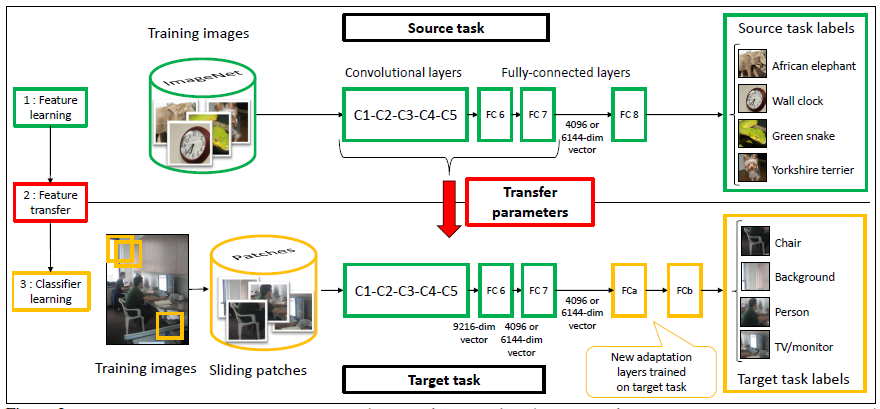 Source task
Training images
Source task labels
ImageNet
Convolutional layers
Fully-connected layers
African elephant
1 : Feature
learning
C1-C2-C3-C4-C5
FC 6
FC 7
4096 or
6144-dim
vector
FC 8
Wall clock
Green snake
Yorkshire terrier
2 : Feature
transfer
Transfer
parameters
3 : Classifier
learning
Patches
C1-C2-C3-C4-C5
FC 6
FC 7
4096 or
6144-dim
vector
FCa
FCb
Chair
Background
Person
TV/monitor
9216-dim
vector
4096 or
6144-dim
vector
New adaptation
layers trained
on target task
Training images
Sliding patches
Target task
Target task labels